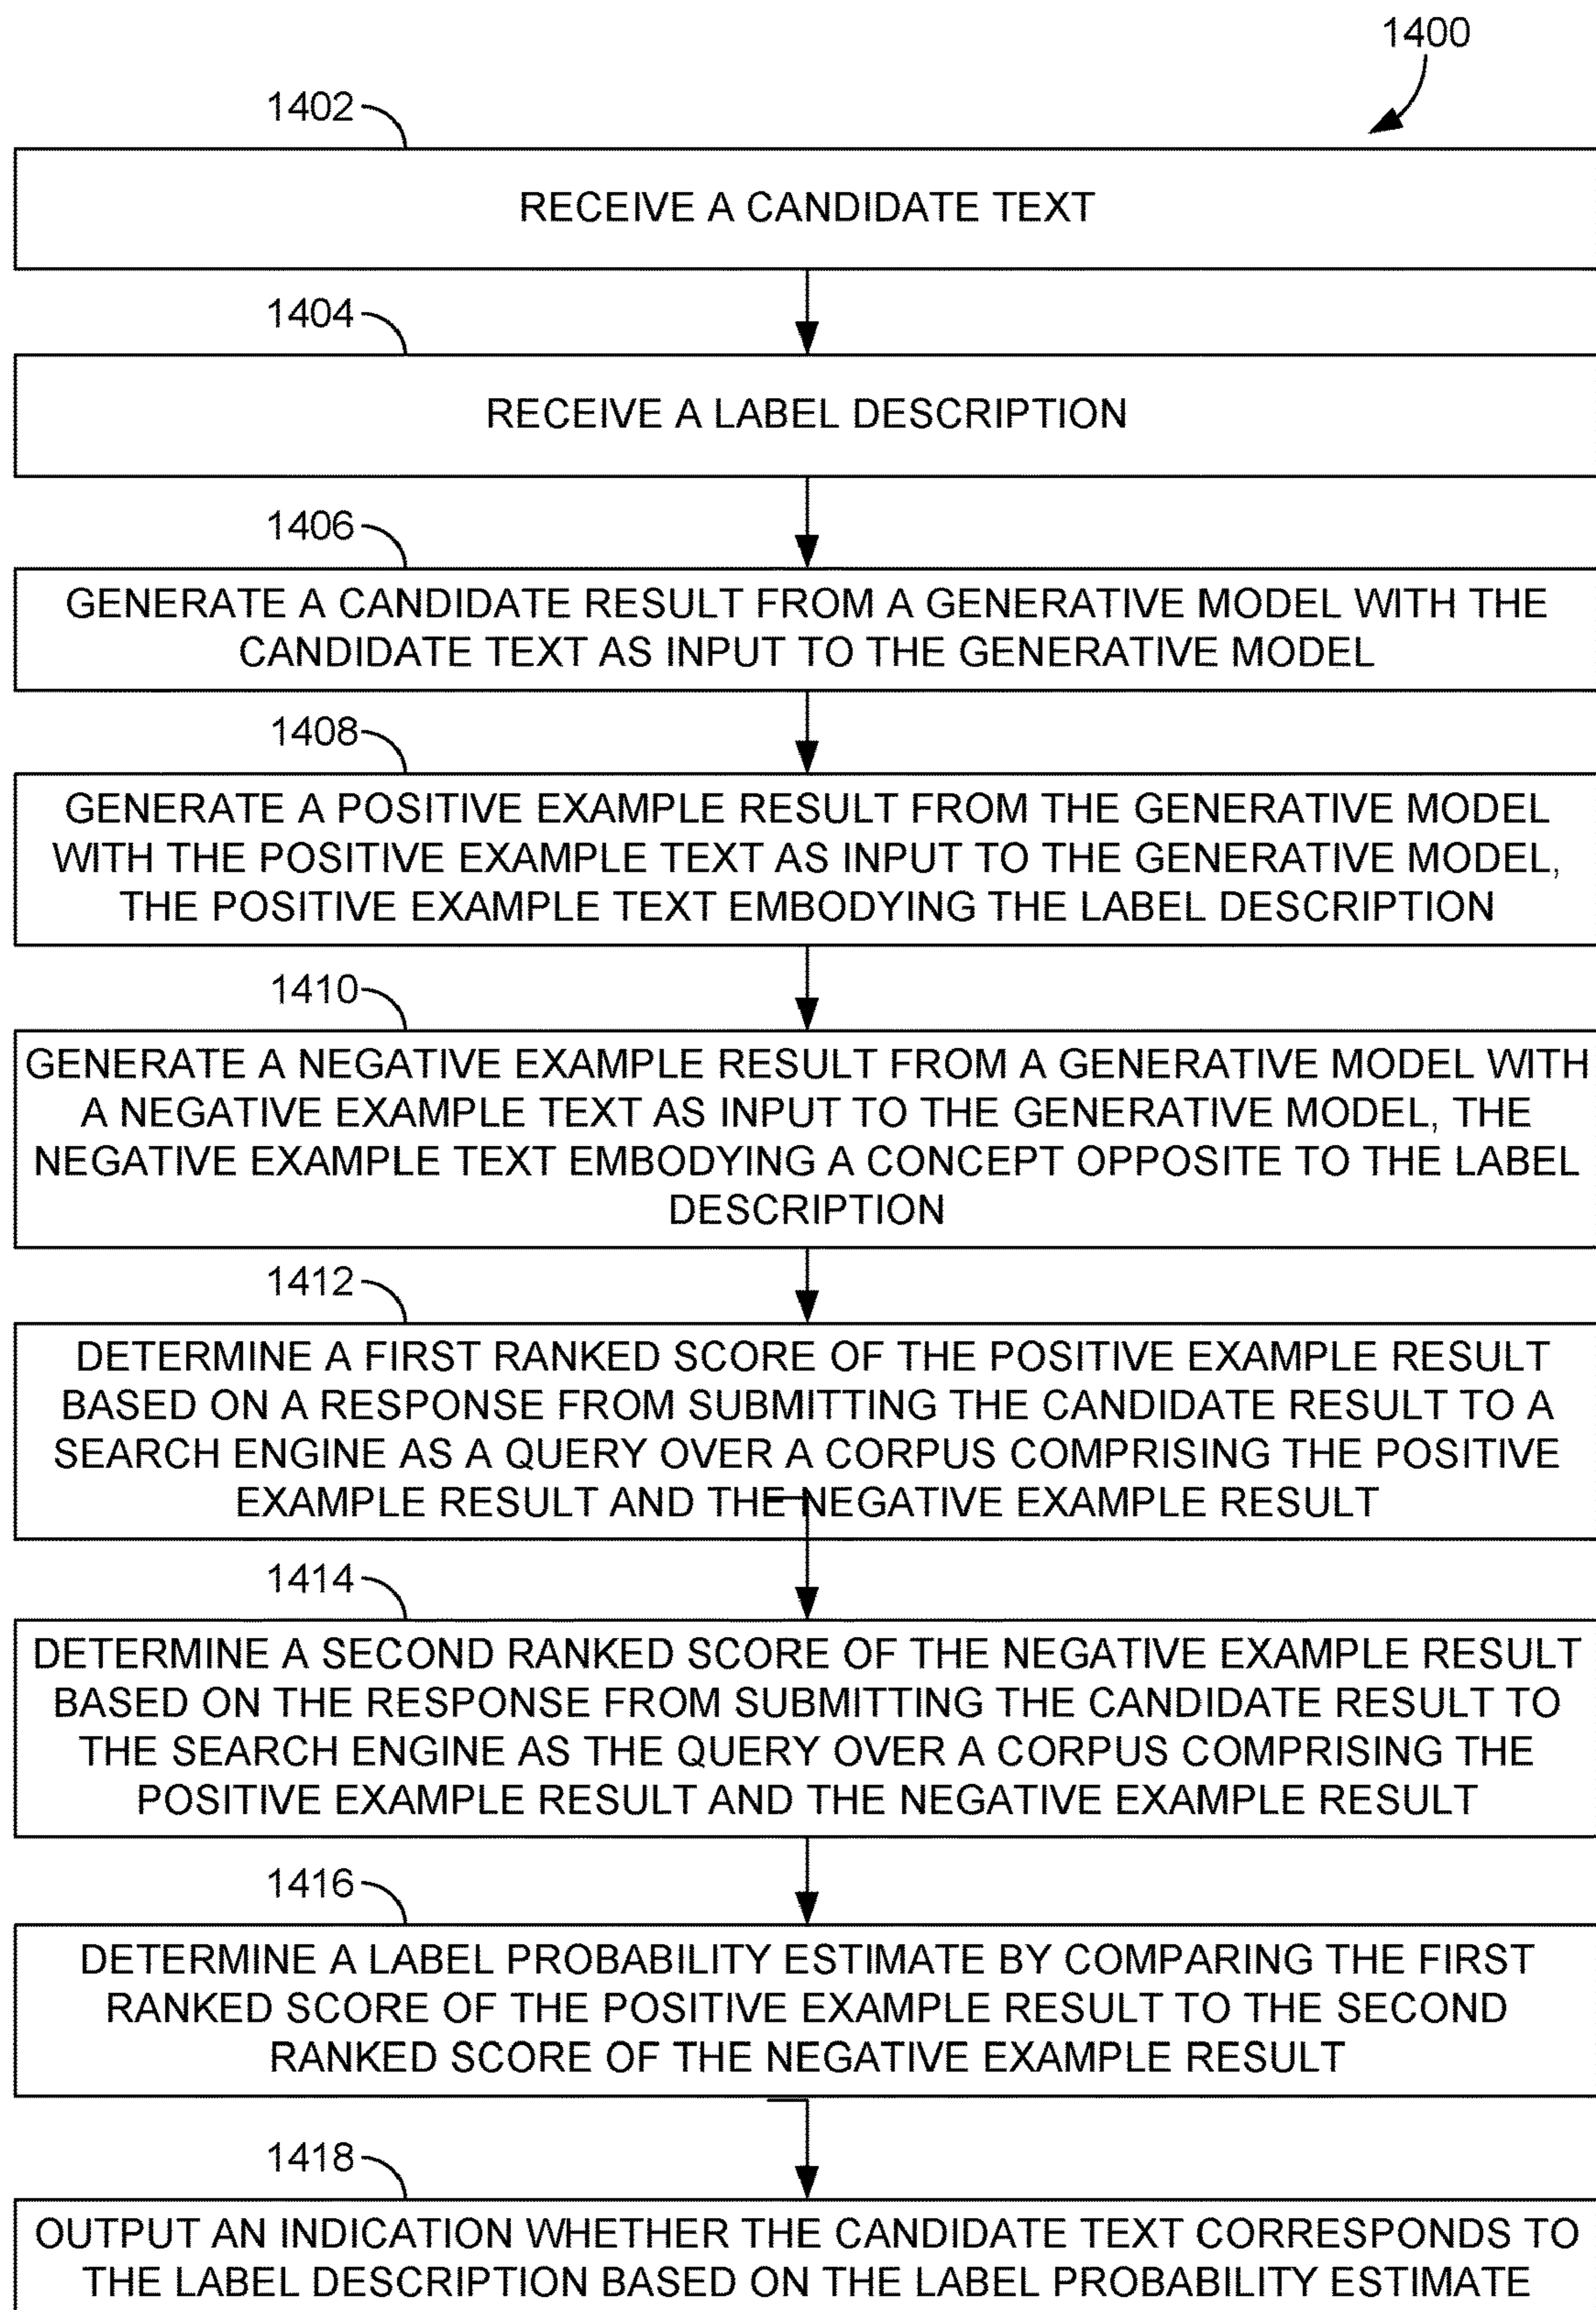 1400
1402
RECEIVE A CANDIDATE TEXT
1404
RECEIVE A LABEL DESCRIPTION
1406
GENERATE A CANDIDATE RESULT FROM A GENERATIVE MODEL WITH THE
CANDIDATE TEXT AS INPUT TO THE GENERATIVE MODEL
1408
GENERATE A POSITIVE EXAMPLE RESULT FROM THE GENERATIVE MODEL
WITH THE POSITIVE EXAMPLE TEXT AS INPUT TO THE GENERATIVE MODEL,
THE POSITIVE EXAMPLE TEXT EMBODYING THE LABEL DESCRIPTION
1410
GENERATE A NEGATIVE EXAMPLE RESULT FROM A GENERATIVE MODEL WITH
A NEGATIVE EXAMPLE TEXT AS INPUT TO THE GENERATIVE MODEL, THE
NEGATIVE EXAMPLE TEXT EMBODYING A CONCEPT OPPOSITE TO THE LABEL
DESCRIPTION
1412
DETERMINE A FIRST RANKED SCORE OF THE POSITIVE EXAMPLE RESULT
BASED ON A RESPONSE FROM SUBMITTING THE CANDIDATE RESULT TO A
SEARCH ENGINE AS A QUERY OVER A CORPUS COMPRISING THE POSITIVE
EXAMPLE RESULT AND THE NEGATIVE EXAMPLE RESULT
1414
DETERMINE A SECOND RANKED SCORE OF THE NEGATIVE EXAMPLE RESULT
BASED ON THE RESPONSE FROM SUBMITTING THE CANDIDATE RESULT TO
THE SEARCH ENGINE AS THE QUERY OVER A CORPUS COMPRISING THE
POSITIVE EXAMPLE RESULT AND THE NEGATIVE EXAMPLE RESULT
1416
DETERMINE A LABEL PROBABILITY ESTIMATE BY COMPARING THE FIRST
RANKED SCORE OF THE POSITIVE EXAMPLE RESULT TO THE SECOND
RANKED SCORE OF THE NEGATIVE EXAMPLE RESULT
1418
OUTPUT AN INDICATION WHETHER THE CANDIDATE TEXT CORRESPONDS TO
THE LABEL DESCRIPTION BASED ON THE LABEL PROBABILITY ESTIMATE